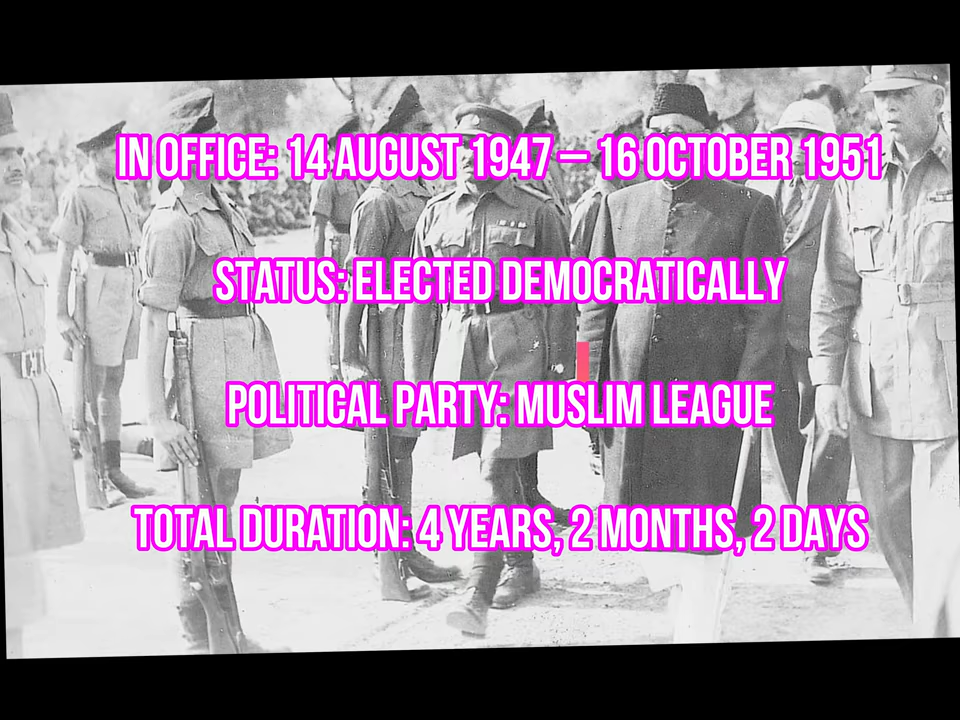 IN OFFICE: 14 AUGUST 1947 – 16 OCTOBER 1951
STATUS: ELECTED DEMOCRATICALLY
POLITICAL PARTY: MUSLIM LEAGUE
TOTAL DURATION: 4 YEARS, 2 MONTHS, 2 DAYS